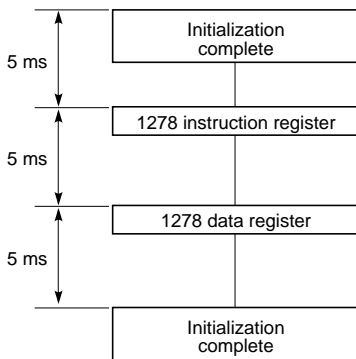 Initialization
complete
5 ms
1278 instruction register
5 ms
1278 data register
5 ms
Initialization
complete